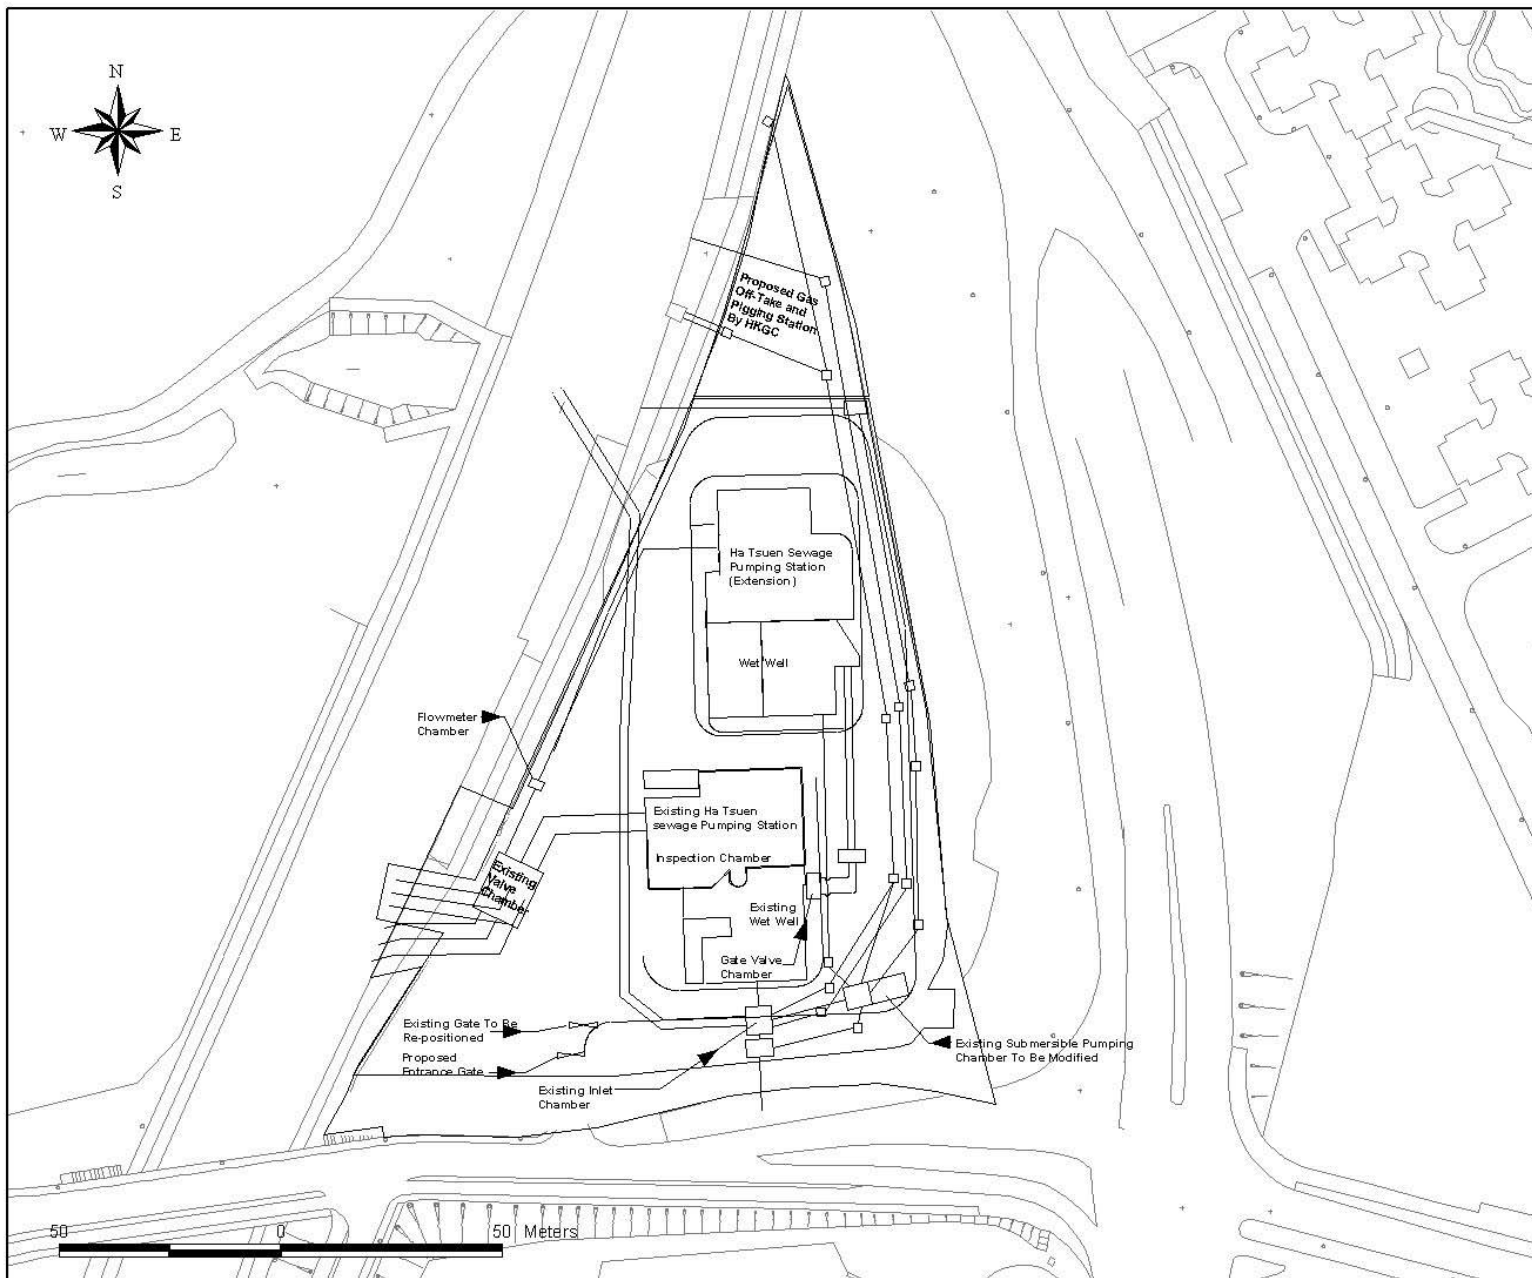 N
W E
S
Proposed Gas
Off-Take and
Pigging Station
By HKGC
Ha Tsuen Sewage
Pumping Station
(Extension)
Wet Well
Flowmeter
Chamber
Existing Ha Tsuen
sewage Pumping Station
Inspection Chamber
Existing
Valve
Chamber
Existing
Wet Well
Gate Valve
Chamber
Existing Gate To Be
Re-positioned
Proposed
Entrance Gate
Existing Submersible Pumping
Chamber To Be Modified
Existing Inlet
Chamber
50 0 50 Meters